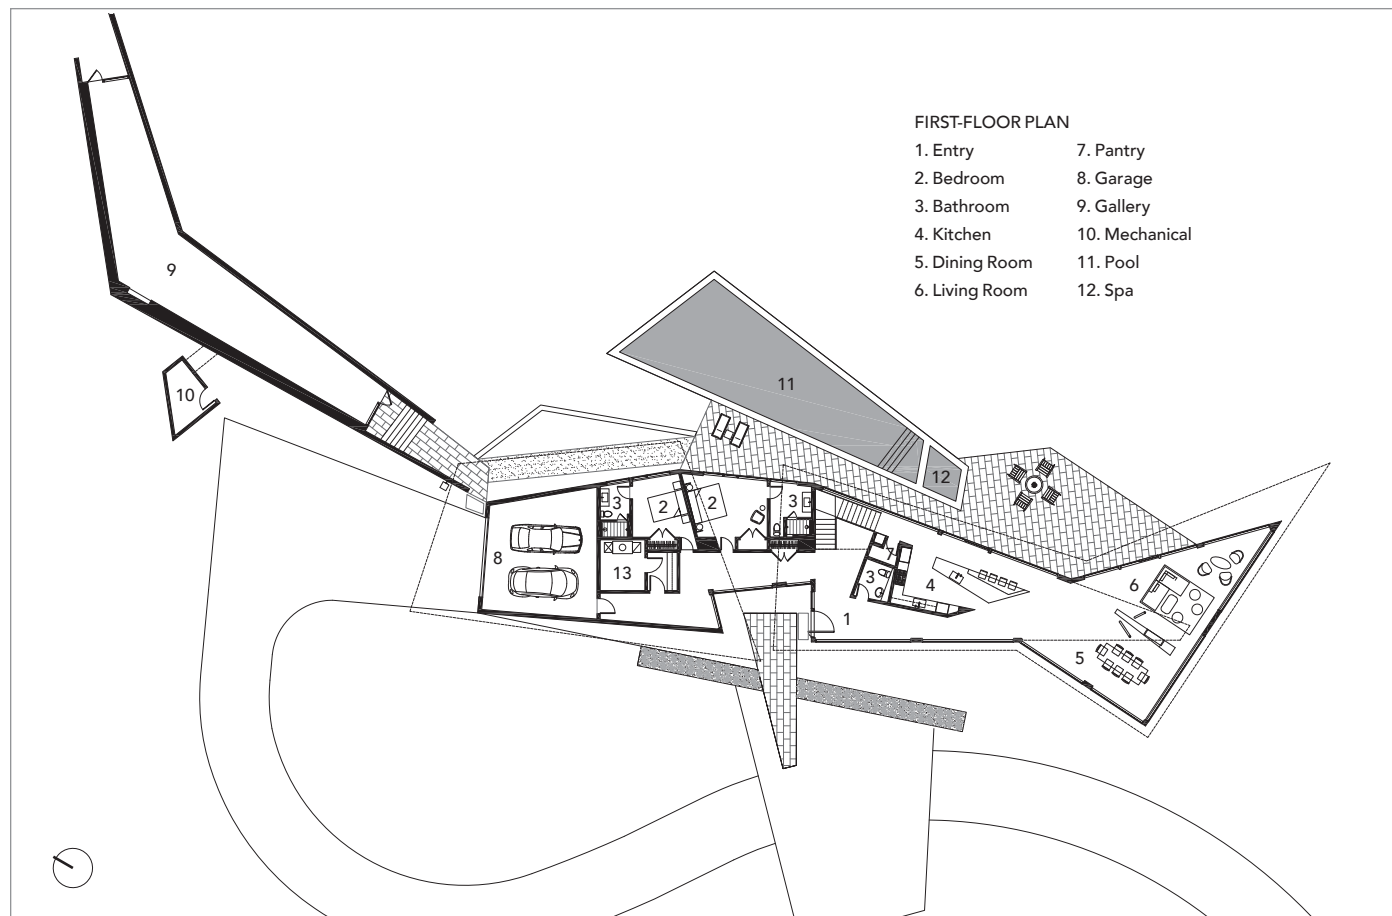 FIRST-FLOOR PLAN
1. Entry
2. Bedroom
3. Bathroom
4. Kitchen
5. Dining Room
6. Living Room
7. Pantry
8. Garage
9. Gallery
10. Mechanical
11. Pool
12. Spa
9
10
11
12
3
2
2
3
8
13
7
3
4
6
1
5